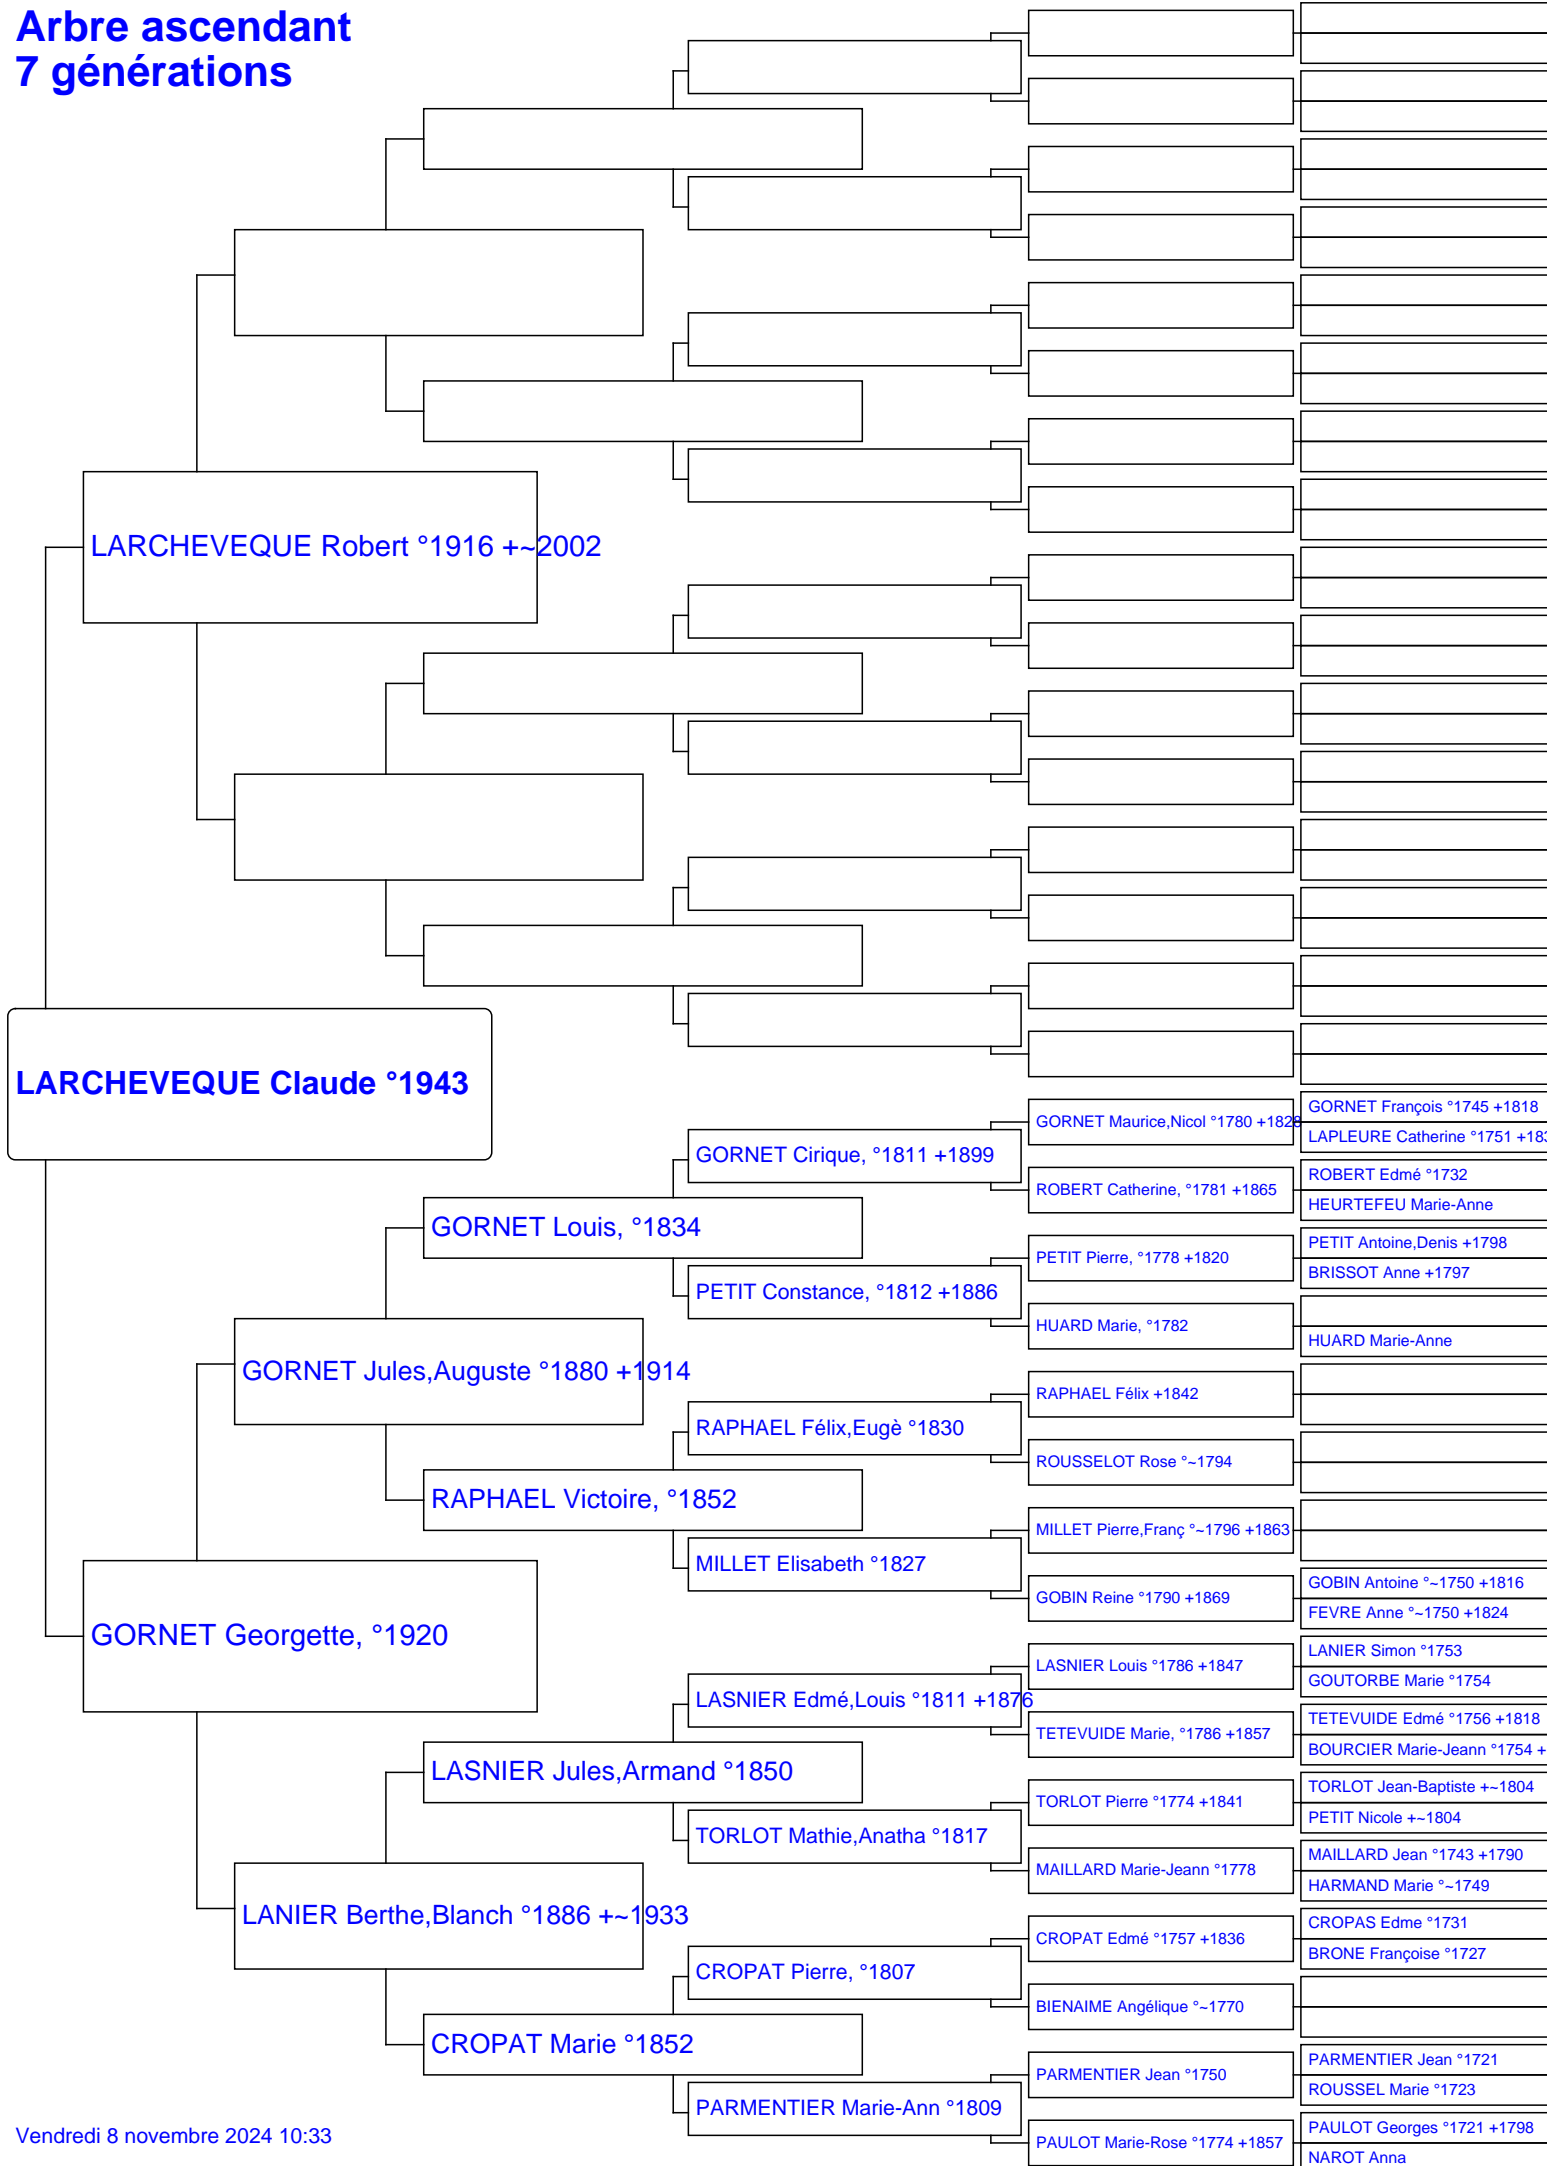 Arbre ascendant
7 générations
LARCHEVEQUE Robert °1916 +~2002
LARCHEVEQUE Claude °1943
GORNET François °1745 +1818
GORNET Maurice,Nicol °1780 +1828
LAPLEURE Catherine °1751 +183
GORNET Cirique, °1811 +1899
ROBERT Edmé °1732
ROBERT Catherine, °1781 +1865
HEURTEFEU Marie-Anne
GORNET Louis, °1834
PETIT Antoine,Denis +1798
PETIT Pierre, °1778 +1820
BRISSOT Anne +1797
PETIT Constance, °1812 +1886
HUARD Marie, °1782
HUARD Marie-Anne
GORNET Jules,Auguste °1880 +1914
RAPHAEL Félix +1842
RAPHAEL Félix,Eugè °1830
ROUSSELOT Rose °~1794
RAPHAEL Victoire, °1852
MILLET Pierre,Franç °~1796 +1863
MILLET Elisabeth °1827
GOBIN Antoine °~1750 +1816
GOBIN Reine °1790 +1869
FEVRE Anne °~1750 +1824
GORNET Georgette, °1920
LANIER Simon °1753
LASNIER Louis °1786 +1847
GOUTORBE Marie °1754
LASNIER Edmé,Louis °1811 +1876
TETEVUIDE Edmé °1756 +1818
TETEVUIDE Marie, °1786 +1857
BOURCIER Marie-Jeann °1754 +
LASNIER Jules,Armand °1850
TORLOT Jean-Baptiste +~1804
TORLOT Pierre °1774 +1841
PETIT Nicole +~1804
TORLOT Mathie,Anatha °1817
MAILLARD Jean °1743 +1790
MAILLARD Marie-Jeann °1778
HARMAND Marie °~1749
LANIER Berthe,Blanch °1886 +~1933
CROPAS Edme °1731
CROPAT Edmé °1757 +1836
BRONE Françoise °1727
CROPAT Pierre, °1807
BIENAIME Angélique °~1770
CROPAT Marie °1852
PARMENTIER Jean °1721
PARMENTIER Jean °1750
ROUSSEL Marie °1723
PARMENTIER Marie-Ann °1809
PAULOT Georges °1721 +1798
PAULOT Marie-Rose °1774 +1857
NAROT Anna
Vendredi 8 novembre 2024 10:33